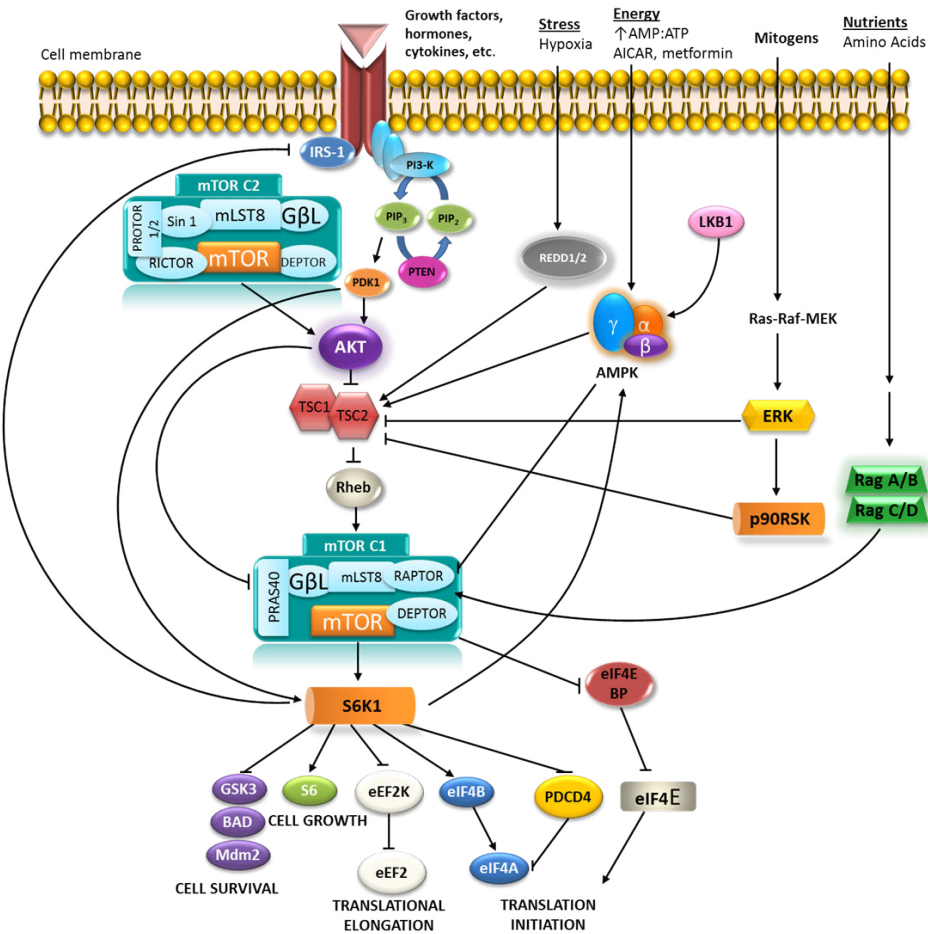 Growth factors,
hormones,
cytokines, etc.
Stress
Hypoxia
Energy
↑AMP:ATP
AICAR, metformin
Mitogens
Nutrients
Amino Acids
Cell membrane
IRS-1
PI3-K
mTOR C2
PROTOR
1/2
Sin 1
mLST8
GβL
RICTOR
mTOR
DEPTOR
PIP3
PIP2
PTEN
PDK1
LKB1
REDD1/2
γ
α
β
AMPK
Ras-Raf-MEK
AKT
TSC1
TSC2
ERK
Rheb
Rag A/B
Rag C/D
p90RSK
mTOR C1
PRAS40
GβL
mLST8
RAPTOR
mTOR
DEPTOR
eIF4E
BP
S6K1
GSK3
BAD
Mdm2
CELL SURVIVAL
S6
CELL GROWTH
eEF2K
eEF2
TRANSLATIONAL
ELONGATION
eIF4B
eIF4A
PDCD4
eIF4E
TRANSLATION
INITIATION